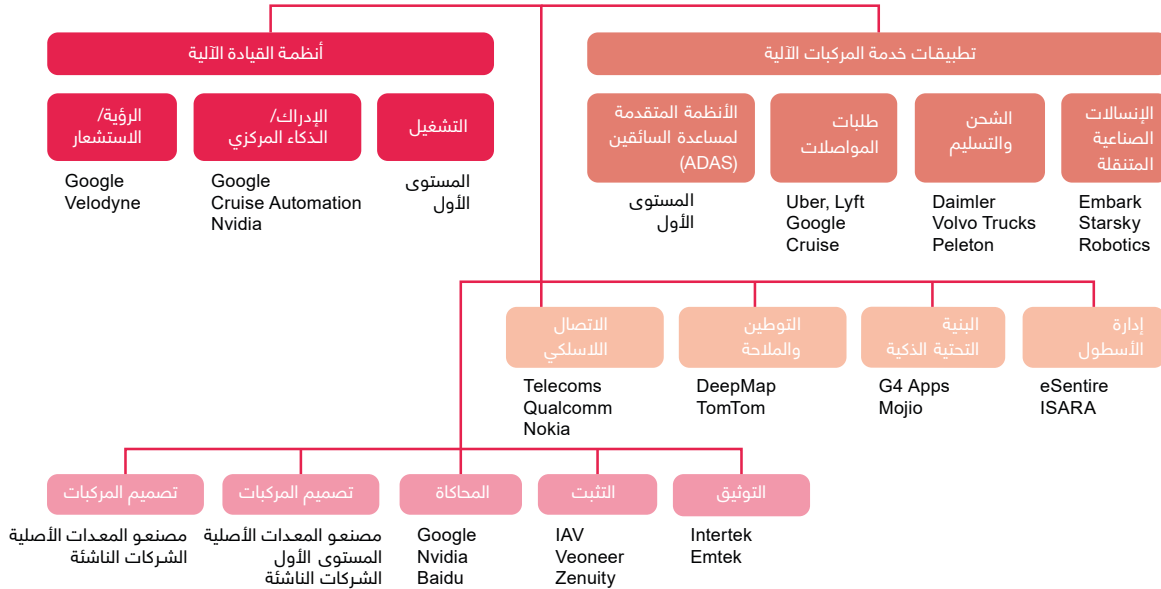 تطبيقات خدمة المركبات الآلية
الإنسالات
الصناعية
المتنقلة
Embark
Starsky
Robotics
الشحن
والتسليم
Daimler
Volvo Trucks
Peleton
طلبات
المواصلات
Uber, Lyft
Google
Cruise
الأنظمة المتقدمة
لمساعدة السائقين
(ADAS)
المستوى
الأول
أنظمة القيادة الآلية
التشغيل
المستوى
الأول
الإدراك/
الذكاء المركزي
Google
Cruise Automation
Nvidia
الرؤية/
الاستشعار
Google
Velodyne
إدارة
الأسطول
eSentire
ISARA
البنية
التحتية الذكية
G4 Apps
Mojio
التوطين
والملاحة
DeepMap
TomTom
الاتصال
اللاسلكي
Telecoms
Qualcomm
Nokia
التوثيق
Intertek
Emtek
التثبت
IAV
Veoneer
Zenuity
المحاكاة
Google
Nvidia
Baidu
تصميم المركبات
مصنعو المعدات الأصلية
المستوى الأول
الشركات الناشئة
تصميم المركبات
مصنعو المعدات الأصلية
الشركات الناشئة